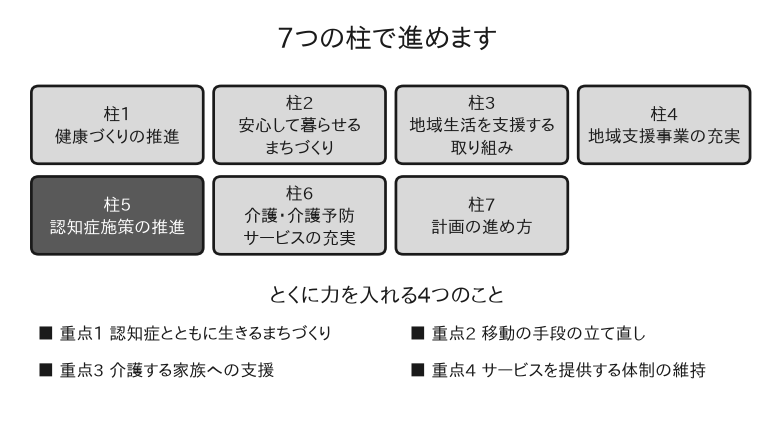 7つの柱で進めます
柱1
健康づくりの推進
柱2
安心して暮らせる
まちづくり
柱3
地域生活を支援する
取り組み
柱4
地域支援事業の充実
柱5
認知症施策の推進
柱6
介護・介護予防
サービスの充実
柱7
計画の進め方
とくに力を入れる4つのこと
■ 重点1 認知症とともに生きるまちづくり
■ 重点2 移動の手段の立て直し
■ 重点3 介護する家族への支援
■ 重点4 サービスを提供する体制の維持